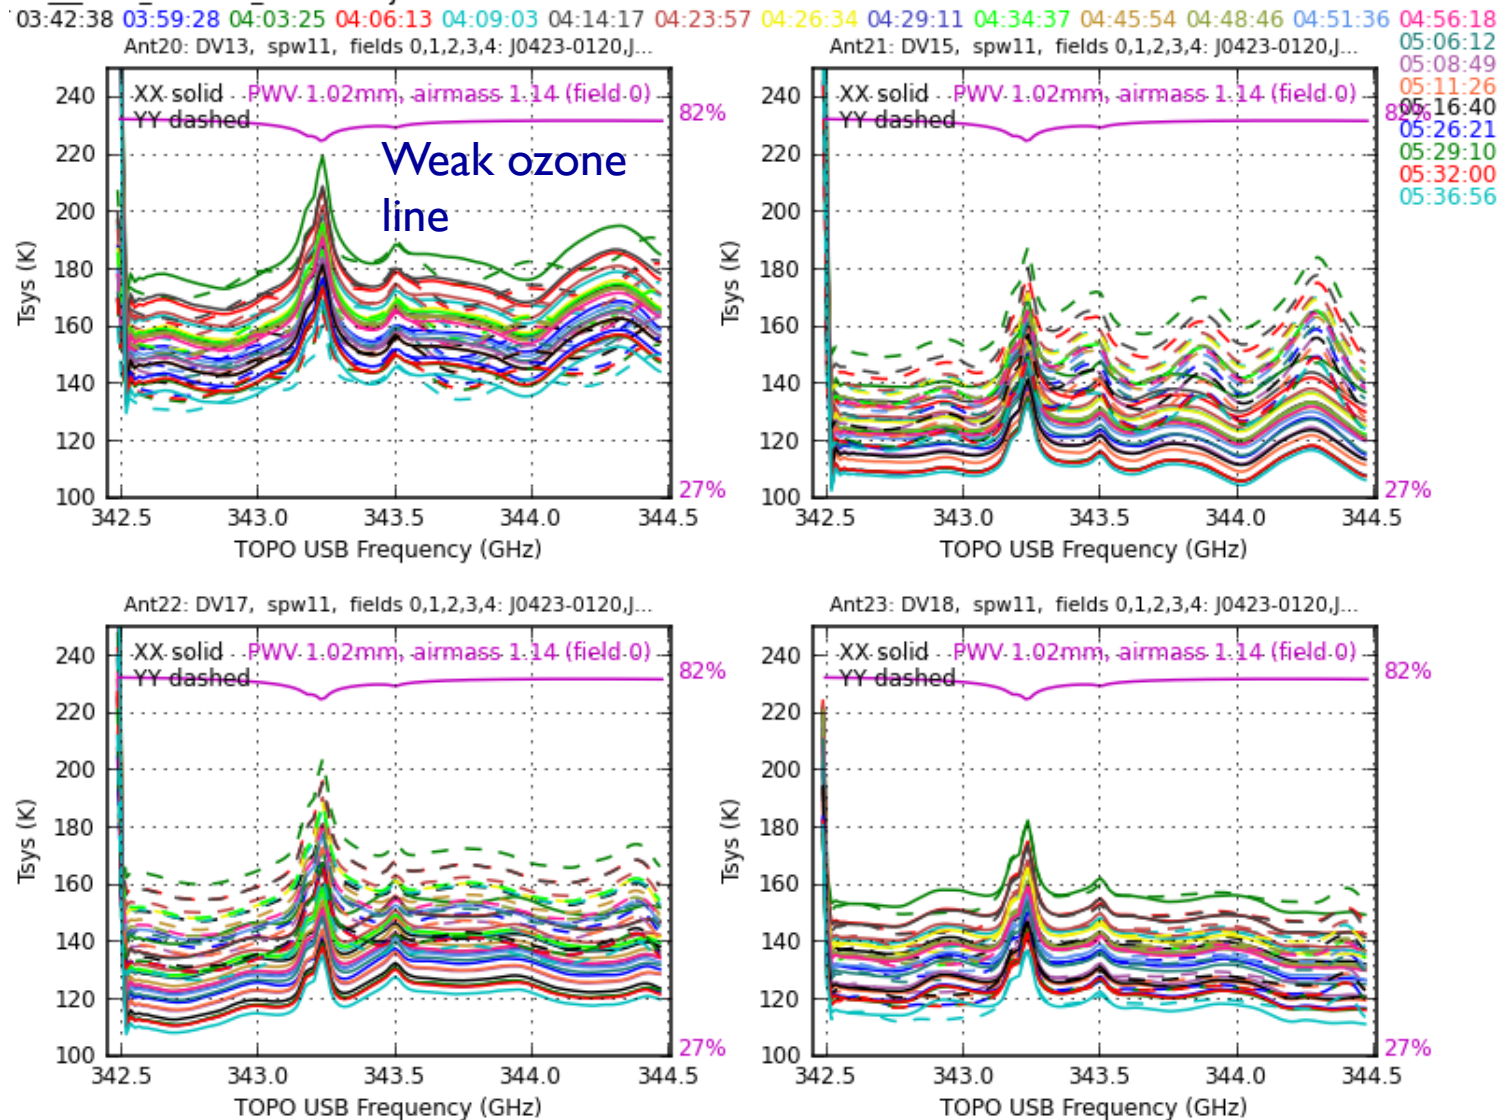 03:42:38 03:59:28 04:03:25 04:06:13 04:09:03 04:14:17 04:23:57 04:26:34 04:29:11 04:34:37 04:45:54 04:48:46 04:51:36 04:56:18
05:06:12
05:08:49
05:11:26
05:16:40
05:26:21
05:29:10
05:32:00
05:36:56
Ant20: DV13, spw11, fields 0,1,2,3,4: J0423-0120,J...
XX solid PWV 1.02mm, airmass 1.14 (field 0)
YY dashed
82%
Weak ozone
line
27%
240
220
200
180
160
140
120
100
Tsys (K)
342.5 343.0 343.5 344.0 344.5
TOPO USB Frequency (GHz)
Ant21: DV15, spw11, fields 0,1,2,3,4: J0423-0120,J...
XX solid PWV 1.02mm, airmass 1.14 (field 0)
YY dashed
82%
27%
240
220
200
180
160
140
120
100
Tsys (K)
342.5 343.0 343.5 344.0 344.5
TOPO USB Frequency (GHz)
Ant22: DV17, spw11, fields 0,1,2,3,4: J0423-0120,J...
XX solid PWV 1.02mm, airmass 1.14 (field 0)
YY dashed
82%
27%
240
220
200
180
160
140
120
100
Tsys (K)
342.5 343.0 343.5 344.0 344.5
TOPO USB Frequency (GHz)
Ant23: DV18, spw11, fields 0,1,2,3,4: J0423-0120,J...
XX solid PWV 1.02mm, airmass 1.14 (field 0)
YY dashed
82%
27%
240
220
200
180
160
140
120
100
Tsys (K)
342.5 343.0 343.5 344.0 344.5
TOPO USB Frequency (GHz)